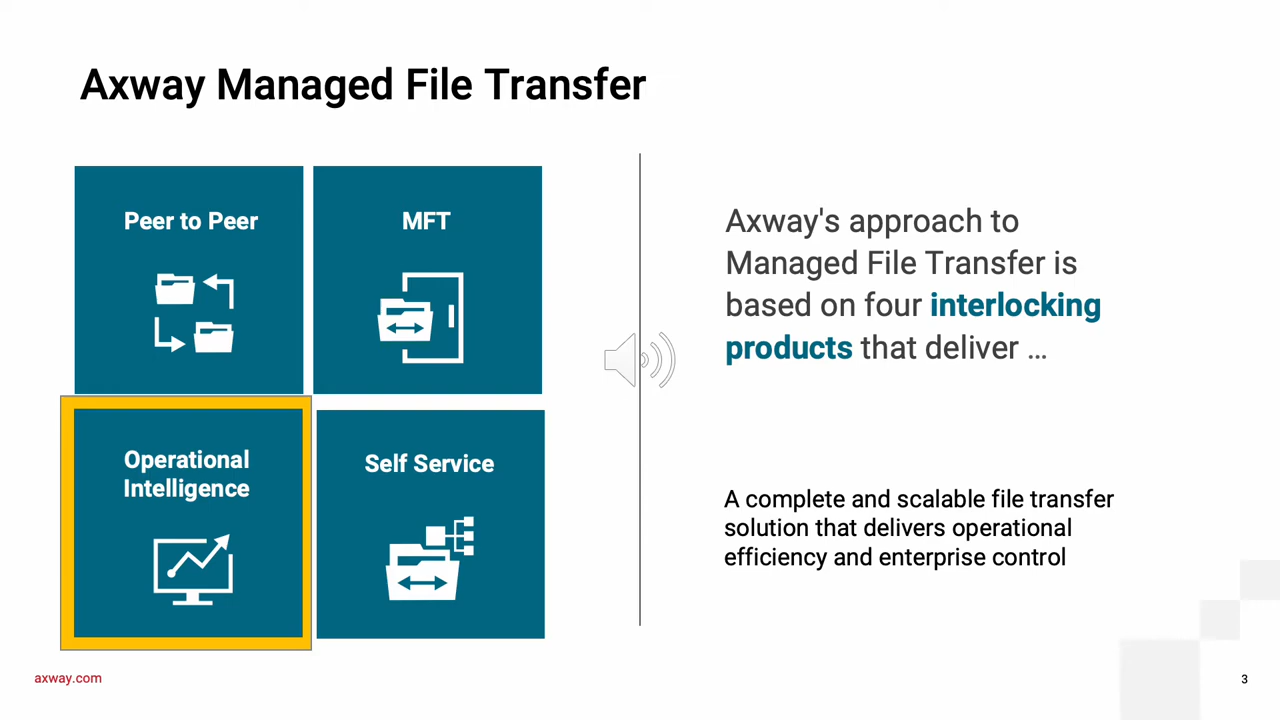 Axway Managed File Transfer
Peer to Peer
MFT
Operational
Intelligence
Self Service
Axway's approach to
Managed File Transfer is
based on four interlocking
products that deliver ...
A complete and scalable file transfer
solution that delivers operational
efficiency and enterprise control
axway.com
3